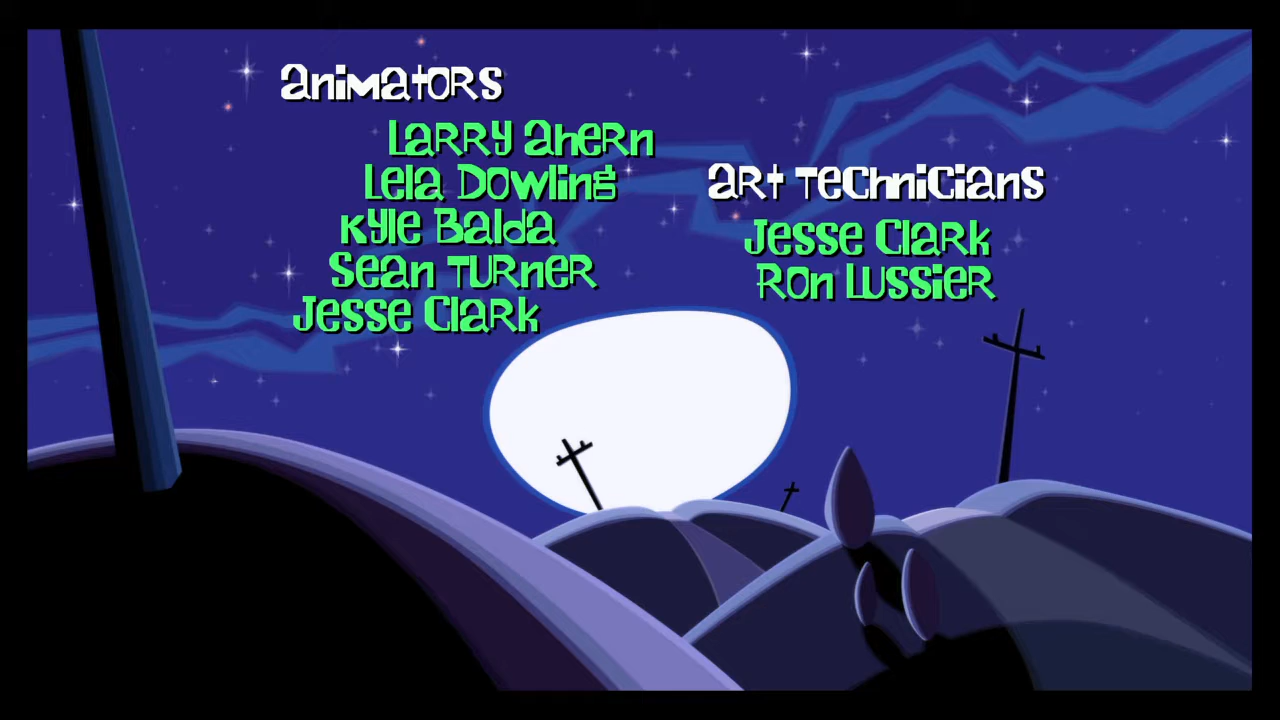 animators
Larry Ahern
Lela Dowling
Kyle Balda
Sean Turner
Jesse Clark
Art Technicians
Jesse Clark
Ron Lussier